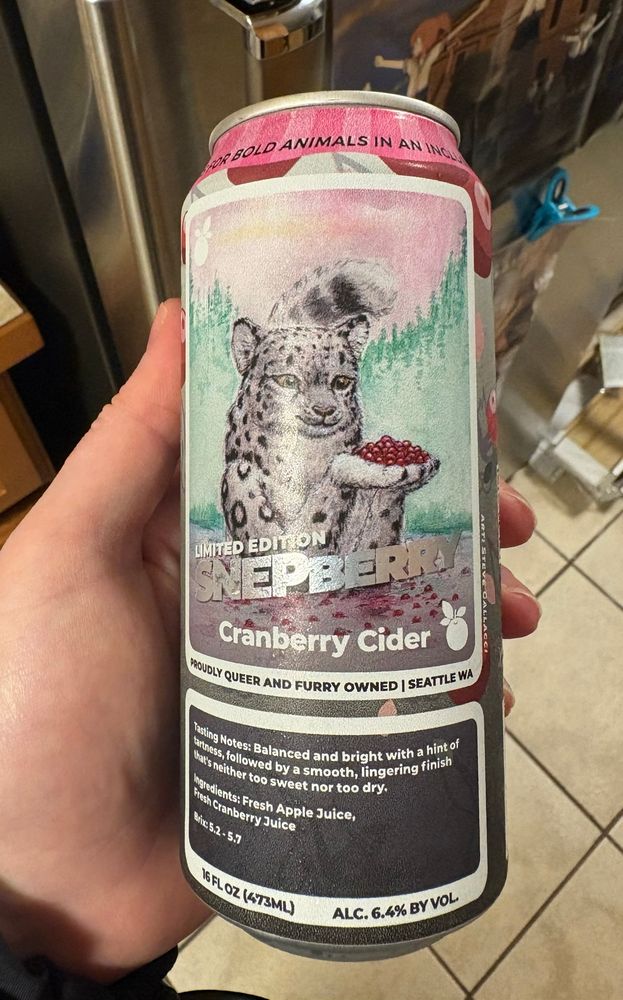 FOR BOLD ANIMALS IN AN
LIMITED EDITION
SNEPBERRY
Cranberry Cider
PROUDLY QUEER AND FURRY OWNED | SEATTLE WA
ART: STEVE GALLACCI
Tasting Notes: Balanced and bright with a hint of
tartness, followed by a smooth, lingering finish
that's neither too sweet nor too dry.
Ingredients: Fresh Apple Juice,
Fresh Cranberry Juice
Brix: 5.2 - 5.7
16 FL OZ (473ML)
ALC. 6.4% BY VOL.